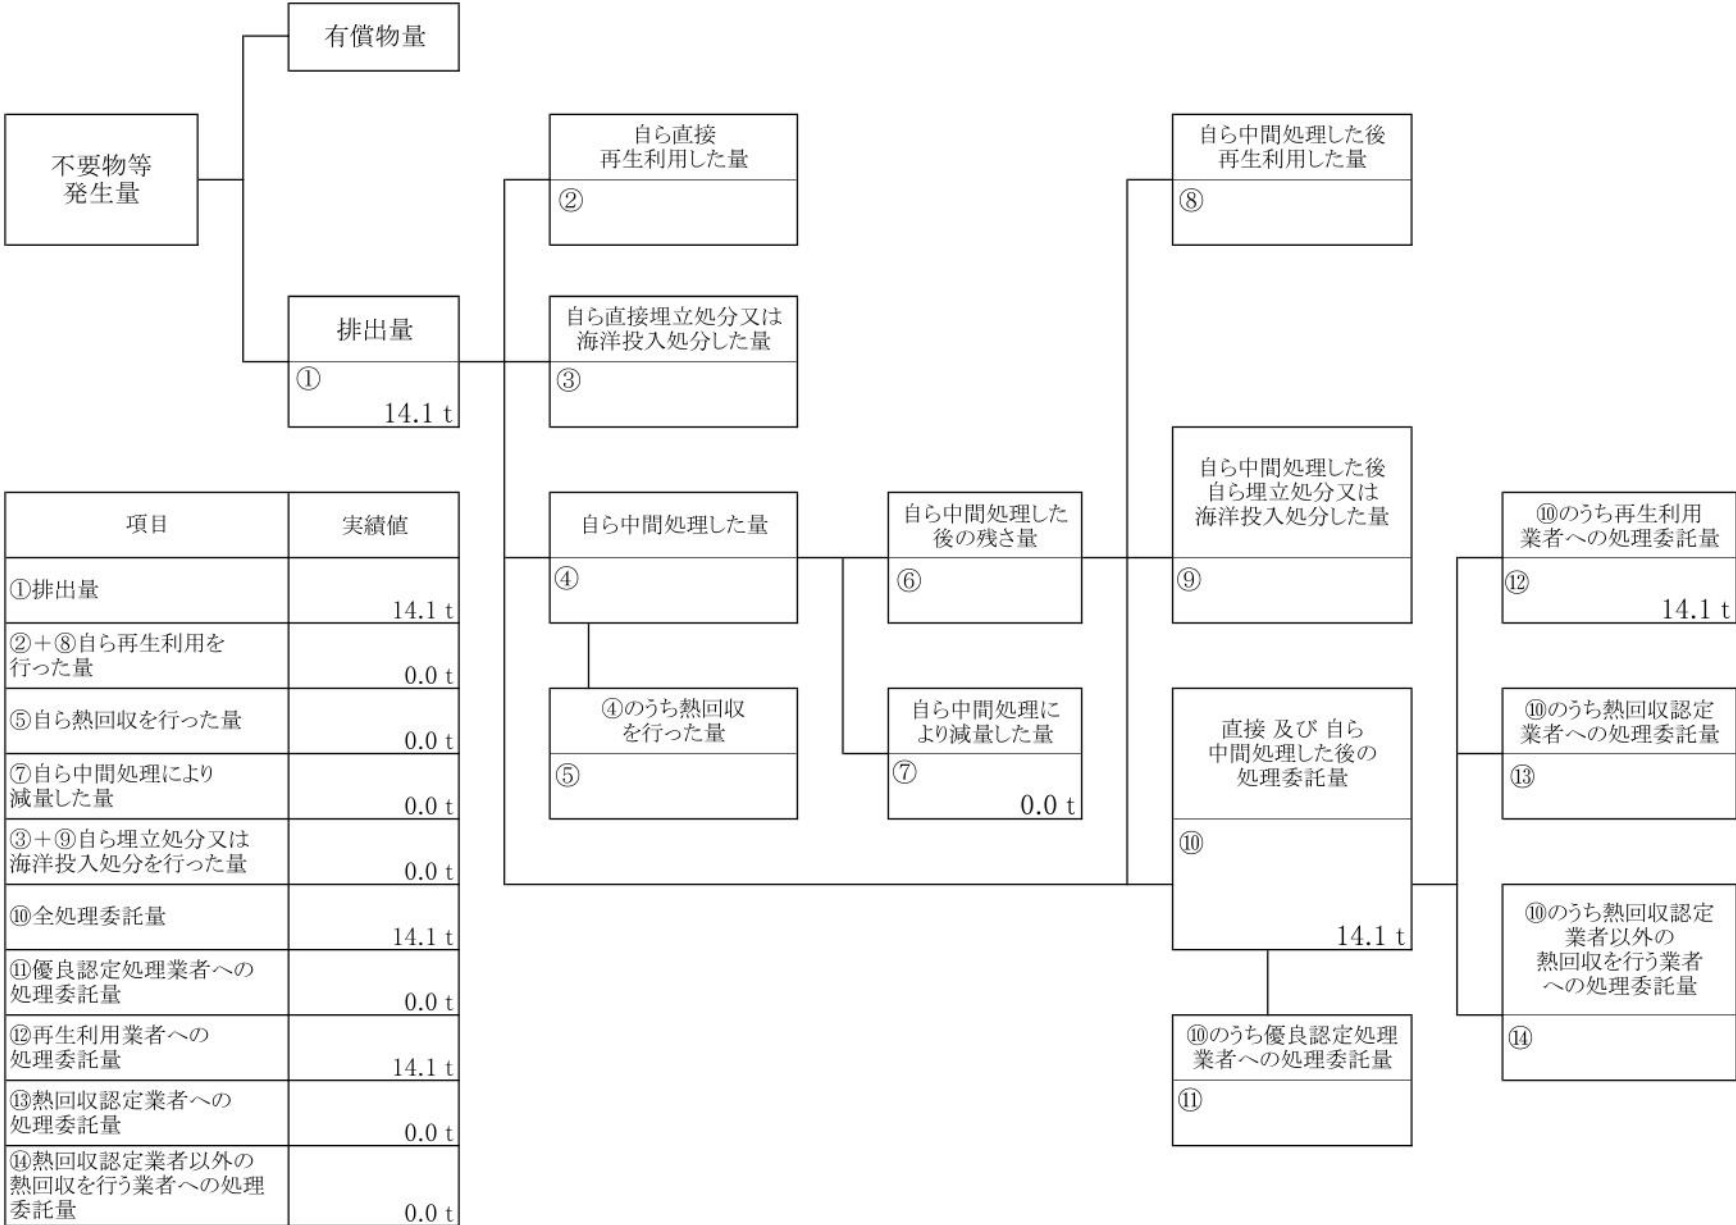 有償物量
不要物等
発生量
自ら直接
再生利用した量
②
自ら中間処理した後
再生利用した量
⑧
排出量
①
14.1 t
自ら直接埋立処分又は
海洋投入処分した量
③
自ら中間処理した量
④
自ら中間処理した
後の残さ量
⑥
自ら中間処理した後
自ら埋立処分又は
海洋投入処分した量
⑨
⑩のうち再生利用
業者への処理委託量
⑫
14.1 t
④のうち熱回収
を行った量
⑤
自ら中間処理に
より減量した量
⑦
0.0 t
直接 及び 自ら
中間処理した後の
処理委託量
⑩
14.1 t
⑩のうち熱回収認定
業者への処理委託量
⑬
⑩のうち熱回収認定
業者以外の
熱回収を行う業者
への処理委託量
⑭
⑩のうち優良認定処理
業者への処理委託量
⑪
項目 実績値
①排出量
14.1 t
②+⑧自ら再生利用を
行った量
0.0 t
⑤自ら熱回収を行った量
0.0 t
⑦自ら中間処理により
減量した量
0.0 t
③+⑨自ら埋立処分又は
海洋投入処分を行った量
0.0 t
⑩全処理委託量
14.1 t
⑪優良認定処理業者への
処理委託量
0.0 t
⑫再生利用業者への
処理委託量
14.1 t
⑬熱回収認定業者への
処理委託量
0.0 t
⑭熱回収認定業者以外の
熱回収を行う業者への処理
委託量
0.0 t